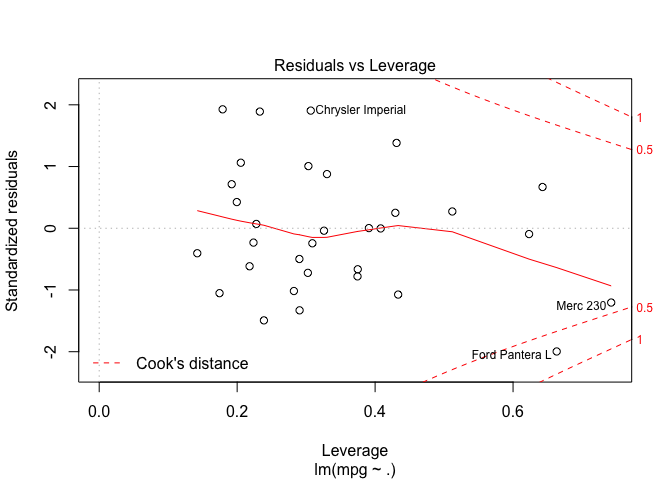 Residuals vs Leverage
Standardized residuals
2
1
0
-1
-2
Chrysler Imperial
Merc 230
Ford Pantera L
1
0.5
0.5
1
Cook's distance
0.0
0.2
0.4
0.6
Leverage
lm(mpg ~ .)